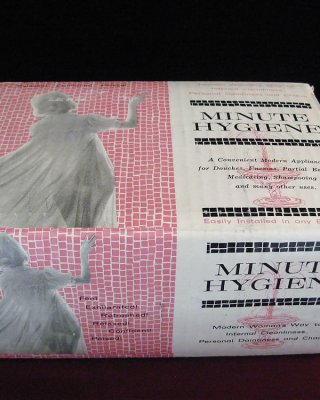 MINUTE
HYGIENE
A Convenient Modern Appliance
for Douches, Enemas, Partial
Medicating, Shampooing
and many other uses.
Easily Installed in any
MINUTE
HYGIENE
Feel
Exhilarated!
Refreshed!
Relaxed
Confident
Poised!
Modern Woman's Way to
Internal Cleanliness,
Personal Daintiness and